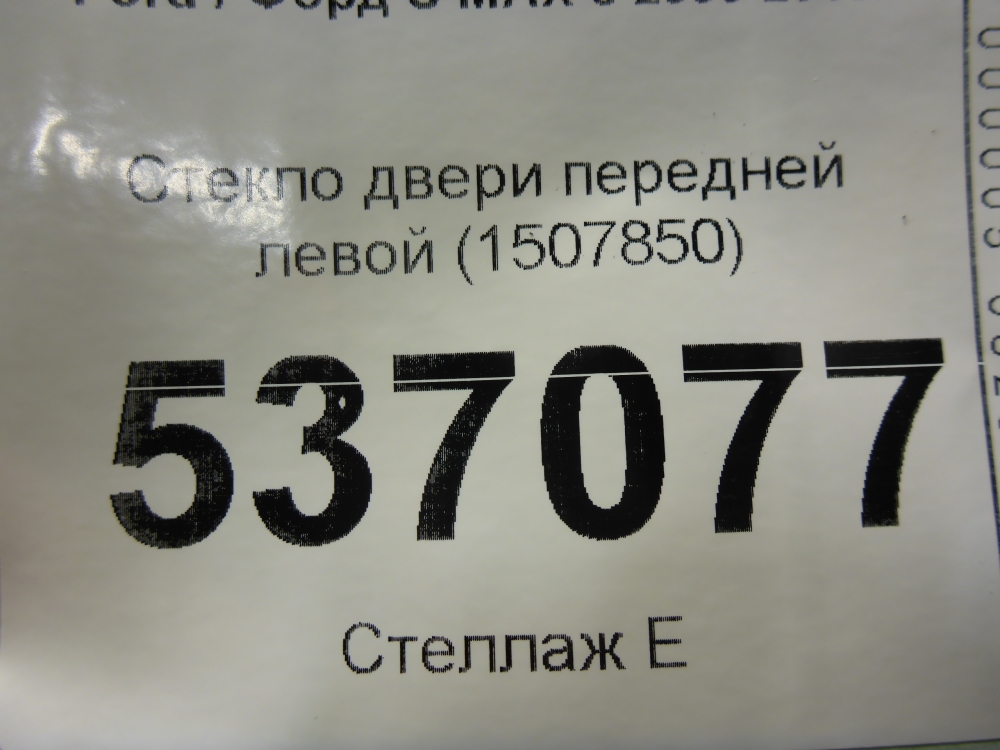 Стекло двери передней
левой (1507850)
537077
Стеллаж Е